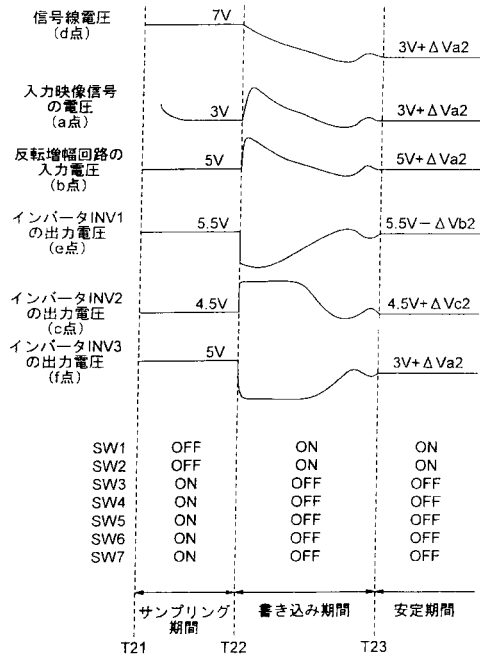 信号線電圧
(d点)
7V
3V+ΔVa2
入力映像信号
の電圧
(a点)
3V
3V+ΔVa2
反転増幅回路の
入力電圧
(b点)
5V
5V+ΔVa2
インバータINV1
の出力電圧
(e点)
5.5V
5.5V-ΔVb2
インバータINV2
の出力電圧
(c点)
4.5V
4.5V+ΔVc2
インバータINV3
の出力電圧
(f点)
5V
3V+ΔVa2
SW1 OFF ON ON
SW2 OFF ON ON
SW3 ON OFF OFF
SW4 ON OFF OFF
SW5 ON OFF OFF
SW6 ON OFF OFF
SW7 ON OFF OFF
サンプリング
期間
書き込み期間
安定期間
T21 T22 T23